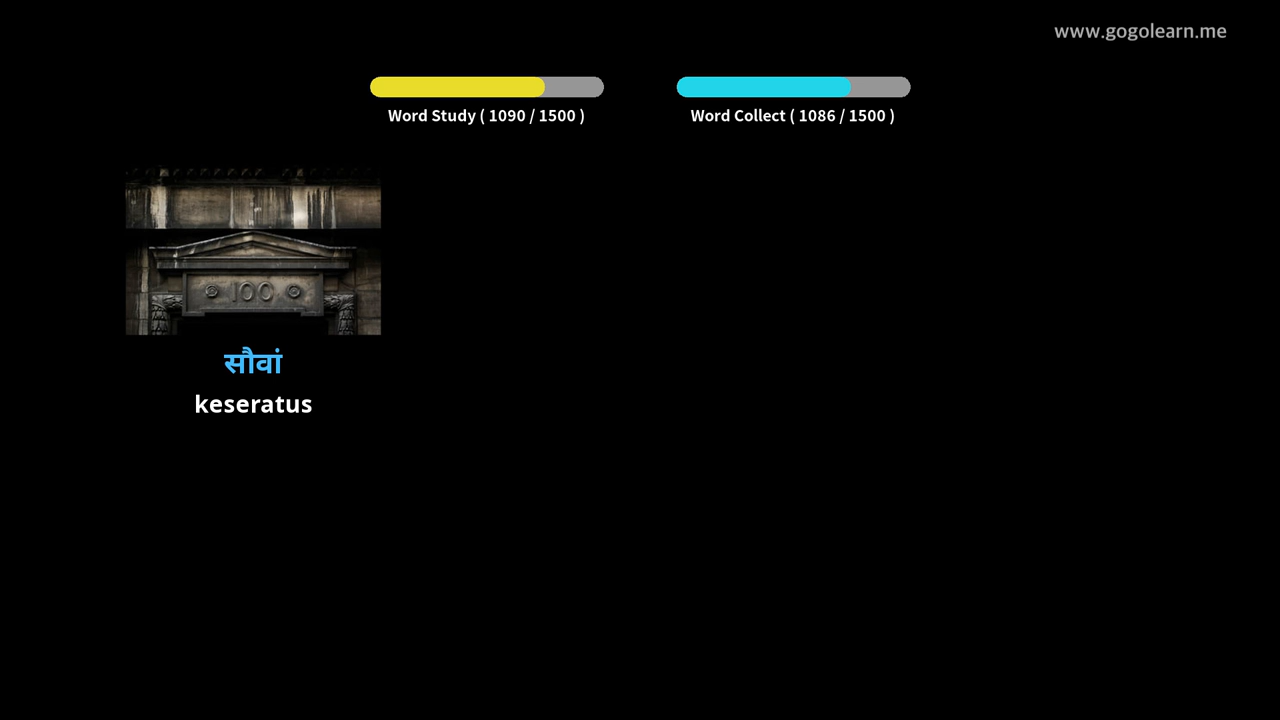 www.gogolearn.me
Word Study ( 1090 / 1500 )
Word Collect ( 1086 / 1500 )
100
सौवां
keseratus